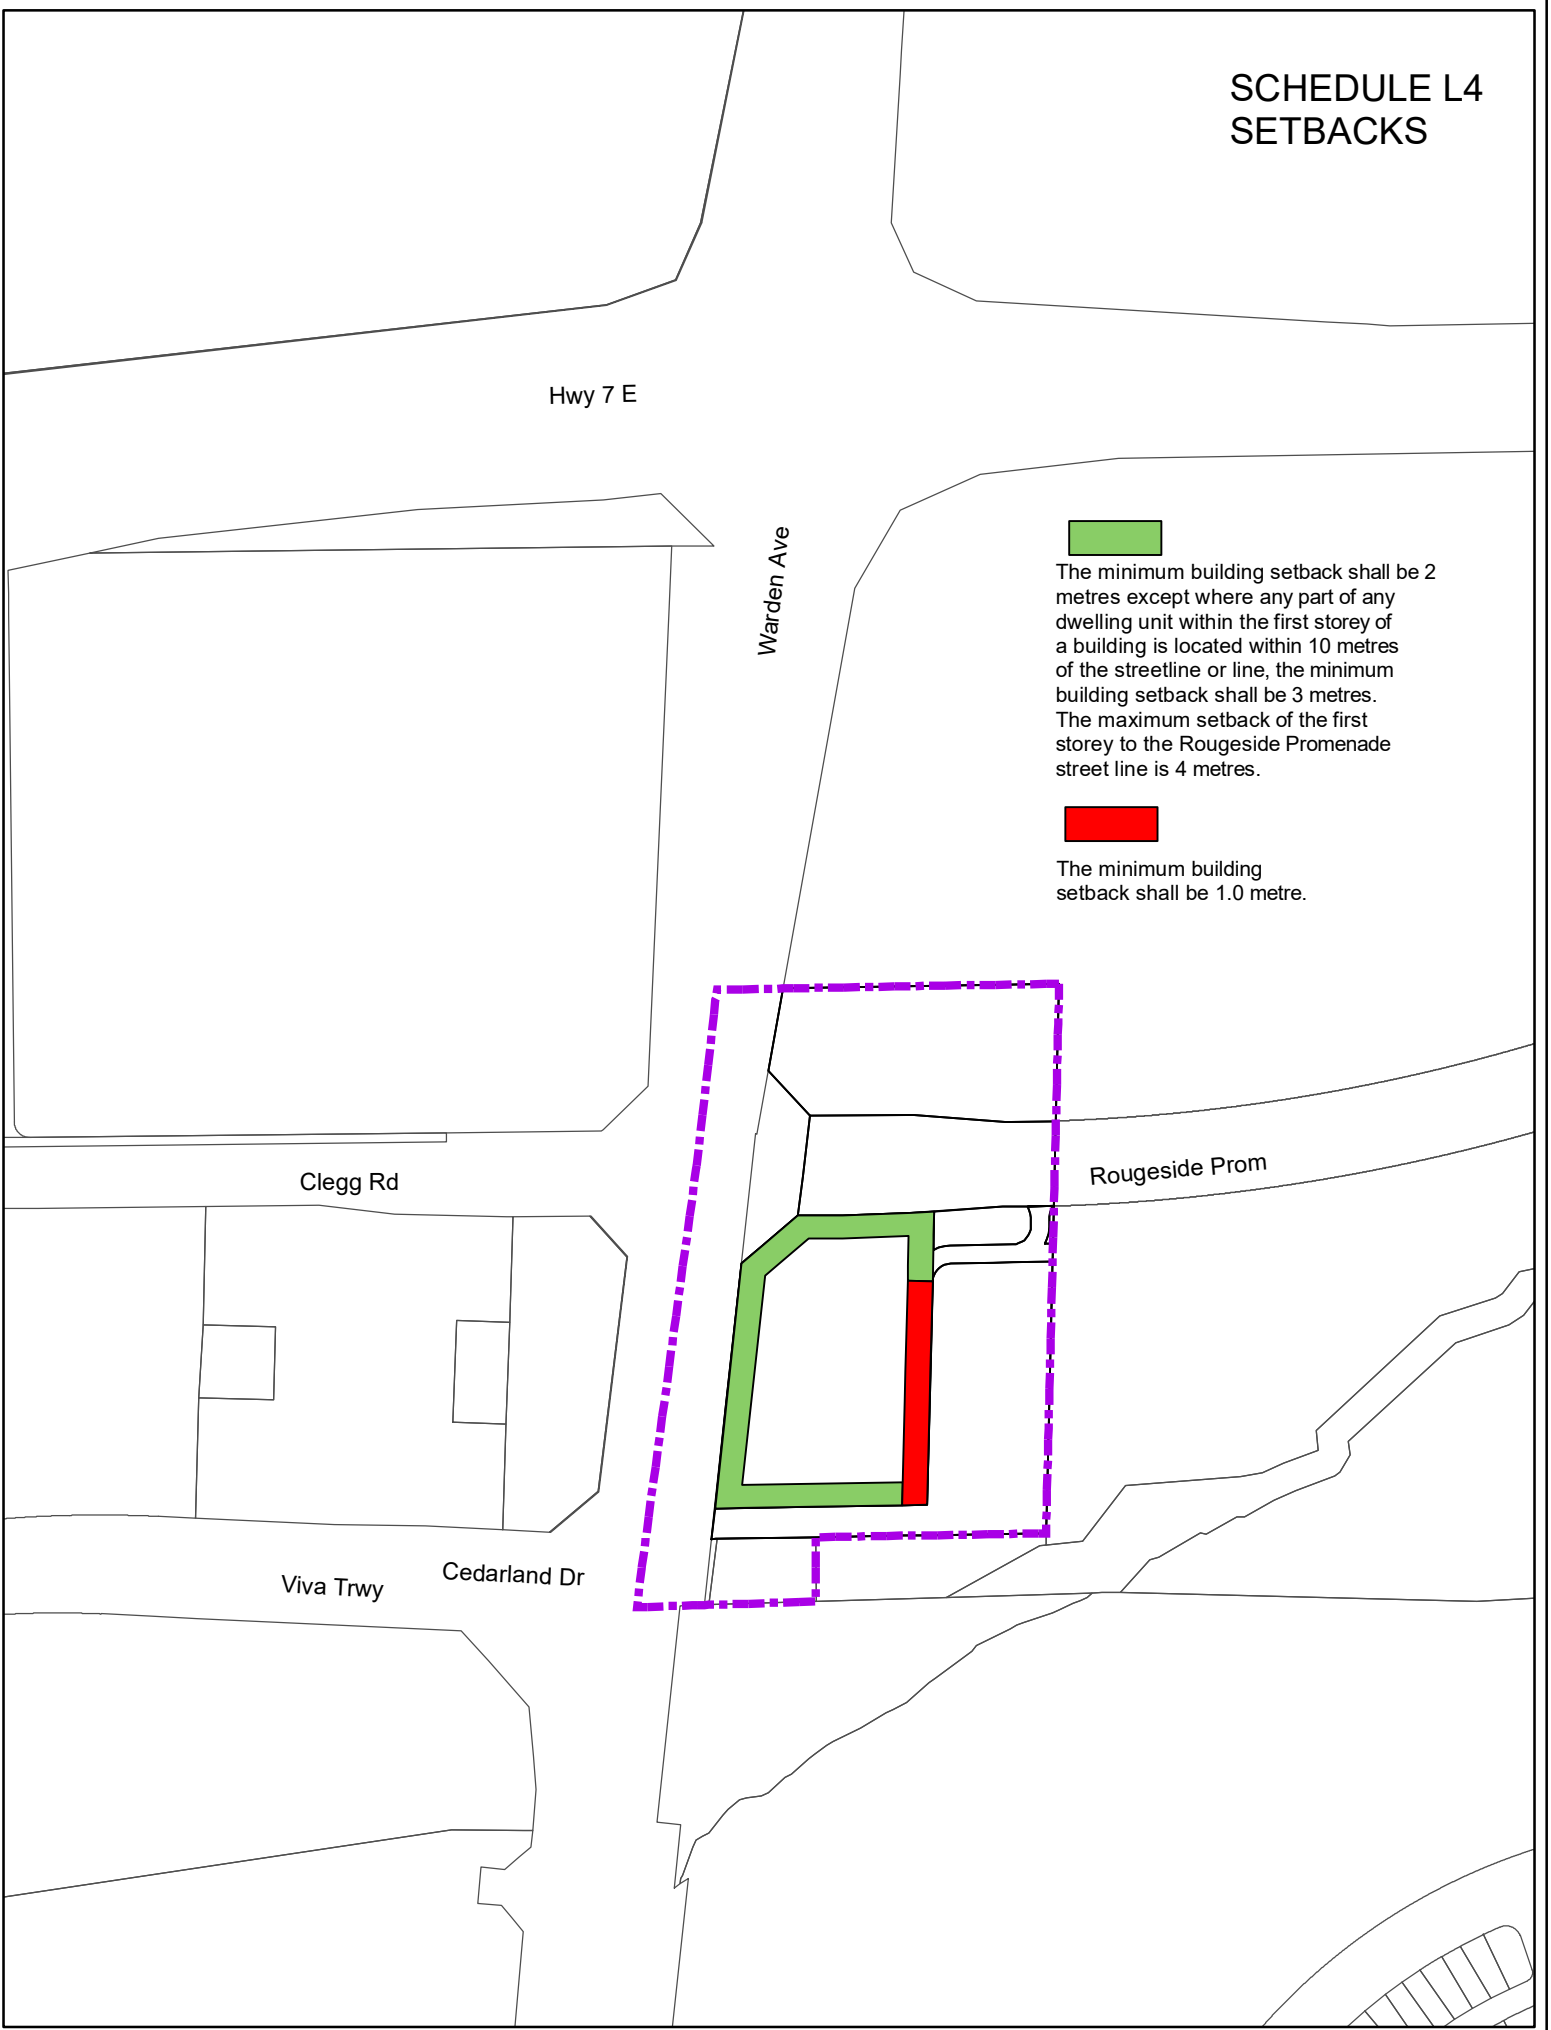 SCHEDULE L4
SETBACKS
Hwy 7 E
Warden Ave
The minimum building setback shall be 2
metres except where any part of any
dwelling unit within the first storey of
a building is located within 10 metres
of the streetline or line, the minimum
building setback shall be 3 metres.
The maximum setback of the first
storey to the Rougeside Promenade
street line is 4 metres.
The minimum building
setback shall be 1.0 metre.
Clegg Rd
Rougeside Prom
Cedarland Dr
Viva Trwy